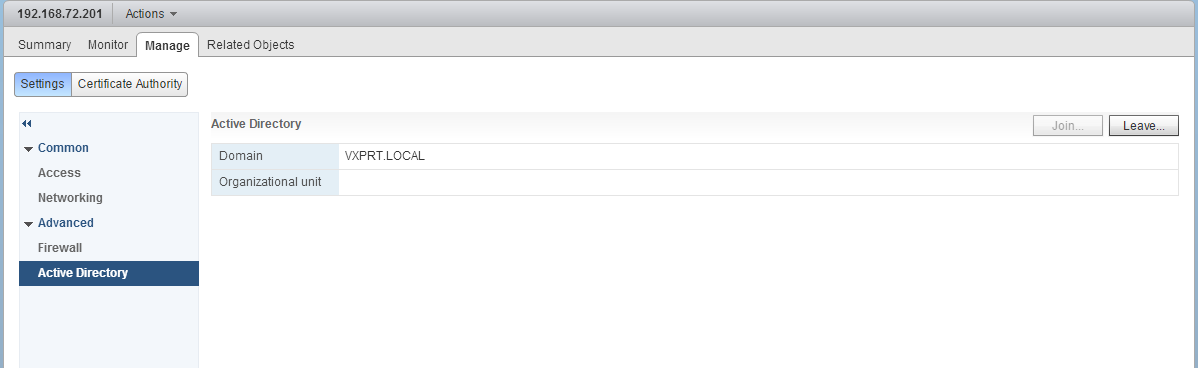 192.168.72.201 Actions
Summary Monitor Manage Related Objects
Settings Certificate Authority
Active Directory Join... Leave...
Common
Domain VXPRT.LOCAL
Access
Organizational unit
Networking
Advanced
Firewall
Active Directory